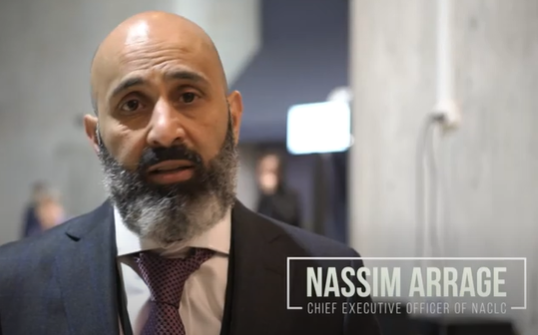 NASSIM ARRAGE
CHIEF EXECUTIVE OFFICER OF NACLC